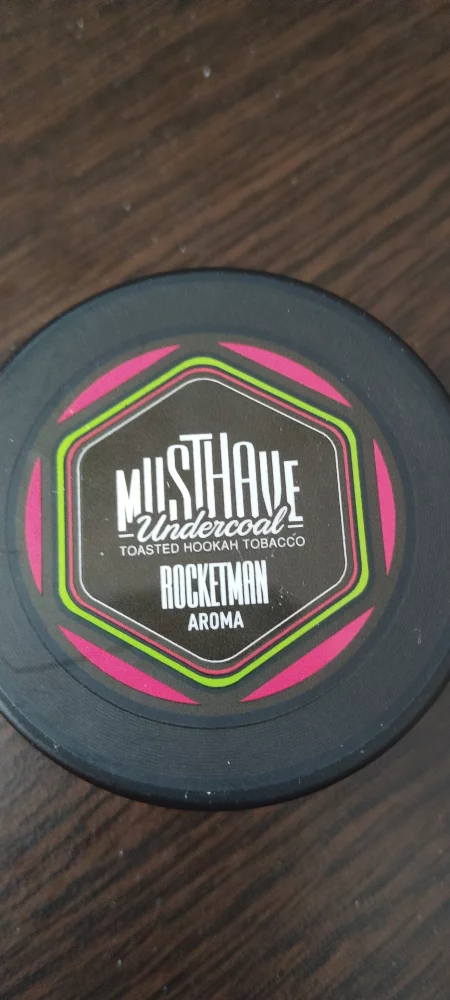 MUSTHAVE
Undercoal
TOASTED HOOKAH TOBACCO
ROCKETMAN
AROMA